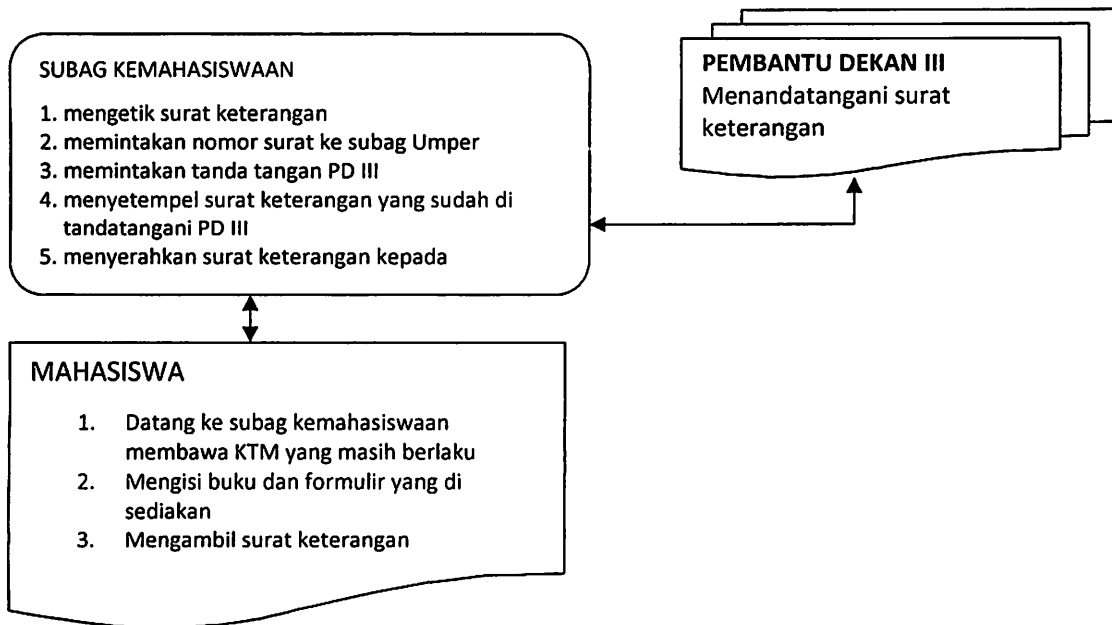 SUBAG KEMAHASISWAAN
1. mengetik surat keterangan
2. memintakan nomor surat ke subag Umper
3. memintakan tanda tangan PD III
4. menyetempel surat keterangan yang sudah di
tandatangani PD III
5. menyerahkan surat keterangan kepada
PEMBANTU DEKAN III
Menandatangani surat
keterangan
MAHASISWA
1. Datang ke subag kemahasiswaan
membawa KTM yang masih berlaku
2. Mengisi buku dan formulir yang di
sediakan
3. Mengambil surat keterangan